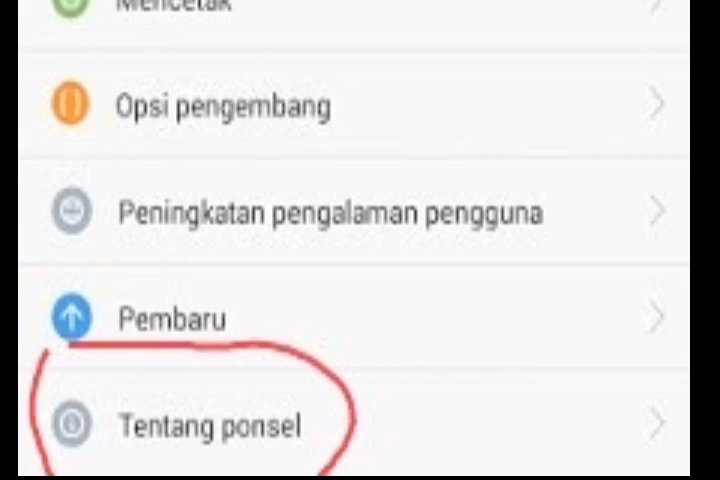 Mencetak
Opsi pengembang
Peningkatan pengalaman pengguna
Pembaru
Tentang ponsel